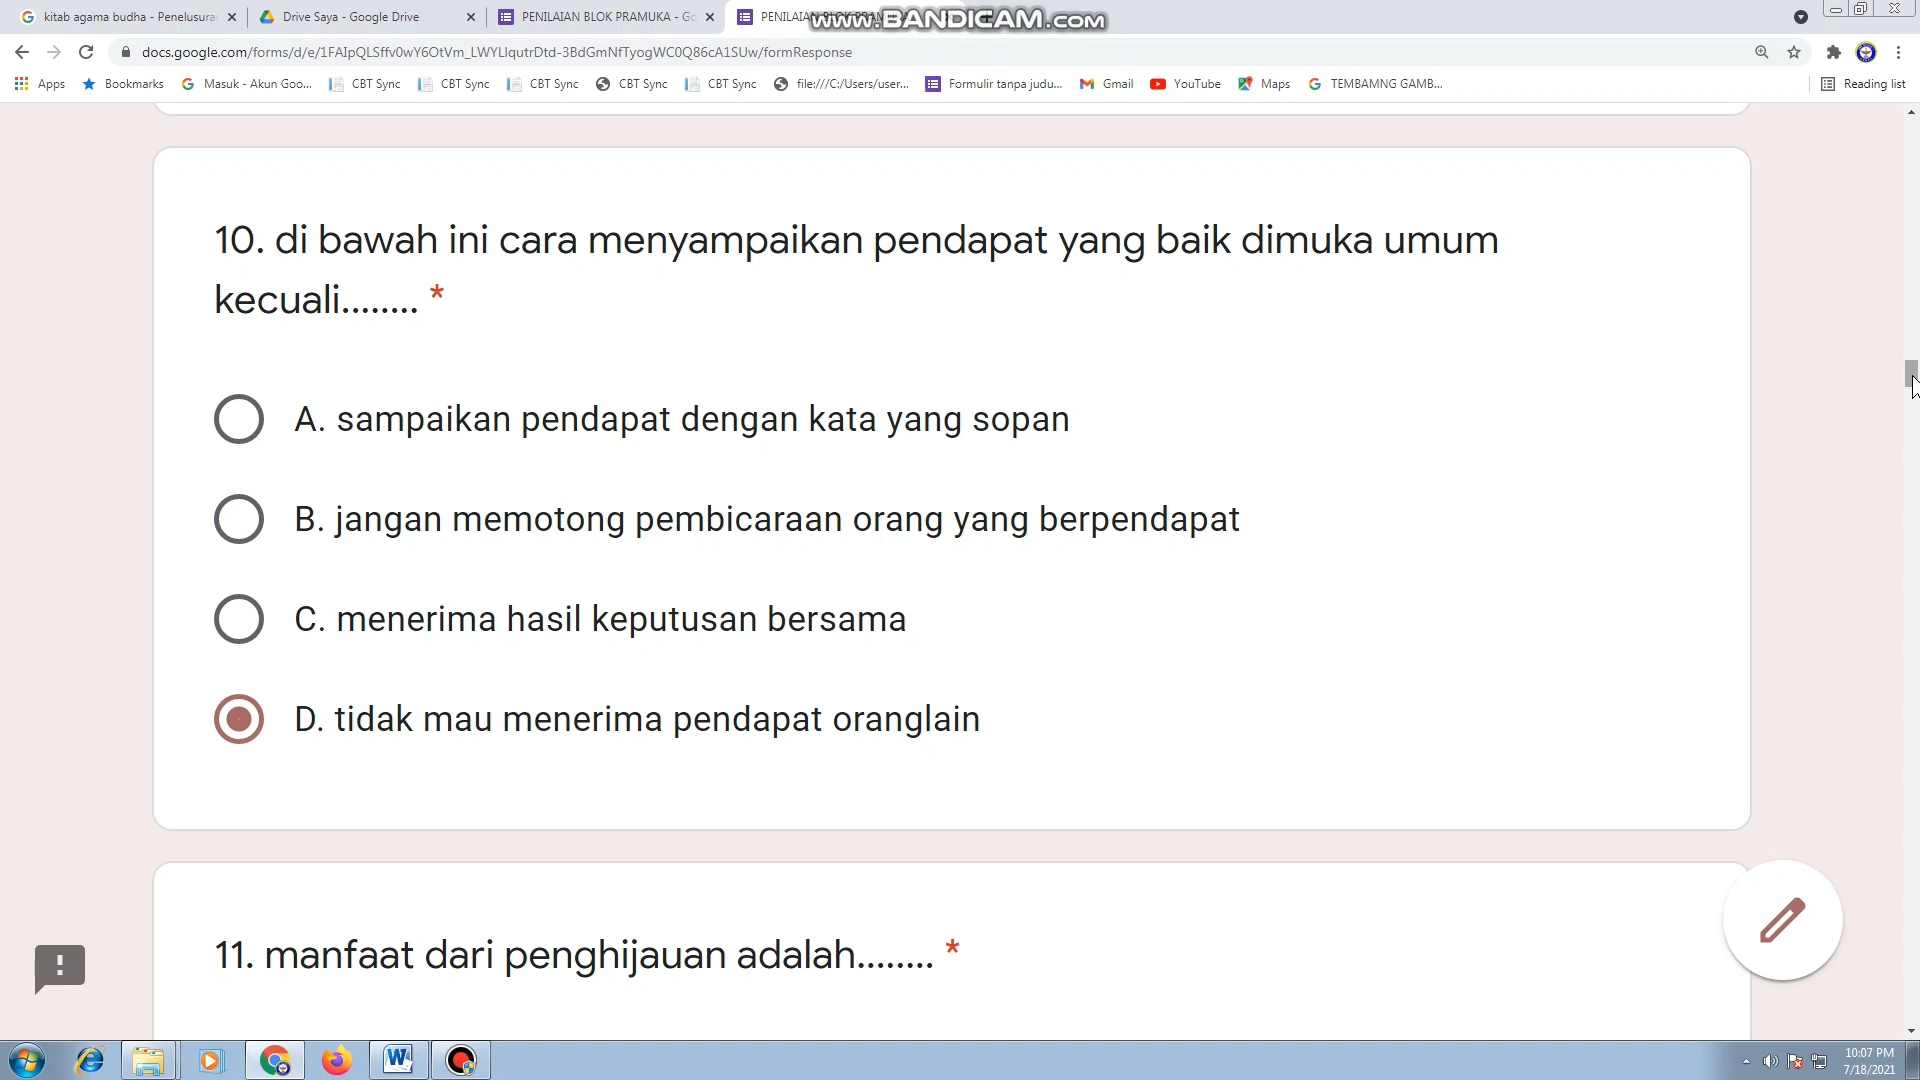 kitab agama budha - Penelusura
Drive Saya - Google Drive
PENILAIAN BLOK PRAMUKA - Go
PENILAIAN BLOK PRAMUKA
www.BANDICAM.com
docs.google.com/forms/d/e/1FAIpQLSffv0wY6OtVm_LWYLlqutrDtd-3BdGmNfTyogWC0Q86cA1SUw/formResponse
Apps
Bookmarks
Masuk - Akun Goo...
CBT Sync
CBT Sync
CBT Sync
CBT Sync
CBT Sync
file:///C:/Users/user...
Formulir tanpa judu...
Gmail
YouTube
Maps
TEMBAMNG GAMB...
Reading list
10. di bawah ini cara menyampaikan pendapat yang baik dimuka umum
kecuali........ *
A. sampaikan pendapat dengan kata yang sopan
B. jangan memotong pembicaraan orang yang berpendapat
C. menerima hasil keputusan bersama
D. tidak mau menerima pendapat oranglain
11. manfaat dari penghijauan adalah........ *
10:07 PM
7/18/2021